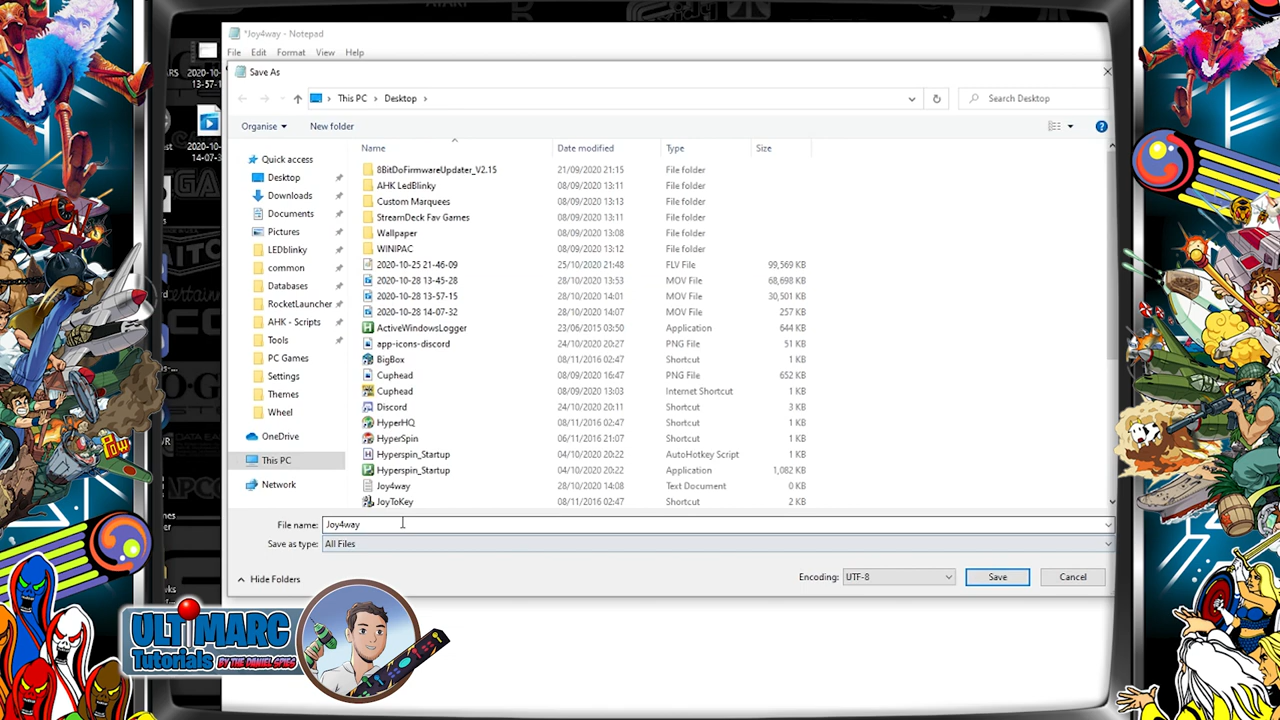 *Joy4way - Notepad
File Edit Format View Help
Save As
This PC > Desktop >
Search Desktop
Organise
New folder
Name Date modified Type Size
Quick access
Desktop
Downloads
Documents
Pictures
LEDblinky
common
Databases
RocketLauncher
AHK - Scripts
Tools
PC Games
Settings
Themes
Wheel
OneDrive
This PC
Network
8BitDoFirmwareUpdater_V2.15 21/09/2020 21:15 File folder
AHK LedBlinky 08/09/2020 13:11 File folder
Custom Marquees 08/09/2020 13:13 File folder
StreamDeck Fav Games 08/09/2020 13:11 File folder
Wallpaper 08/09/2020 13:08 File folder
WINIPAC 08/09/2020 13:12 File folder
2020-10-25 21-46-09 25/10/2020 21:48 FLV File 99,569 KB
2020-10-28 13-45-28 28/10/2020 13:53 MOV File 68,698 KB
2020-10-28 13-57-15 28/10/2020 14:01 MOV File 30,501 KB
2020-10-28 14-07-32 28/10/2020 14:07 MOV File 257 KB
ActiveWindowsLogger 23/06/2015 03:50 Application 644 KB
app-icons-discord 24/10/2020 20:27 PNG File 51 KB
BigBox 08/11/2016 02:47 Shortcut 1 KB
Cuphead 08/09/2020 16:47 PNG File 652 KB
Cuphead 08/09/2020 13:03 Internet Shortcut 1 KB
Discord 24/10/2020 20:11 Shortcut 3 KB
HyperHQ 08/11/2016 02:47 Shortcut 1 KB
HyperSpin 06/11/2016 21:07 Shortcut 1 KB
Hyperspin_Startup 04/10/2020 20:22 AutoHotkey Script 1 KB
Hyperspin_Startup 04/10/2020 20:22 Application 1,082 KB
Joy4way 28/10/2020 14:08 Text Document 0 KB
JoyToKey 08/11/2016 02:47 Shortcut 2 KB
File name: Joy4way
Save as type: All Files
Hide Folders
Encoding: UTF-8
Save
Cancel
2020-10-
13-57-1
2020-10-
14-07-3
ULTIMARC
Tutorials BY THE DANIEL SPIES